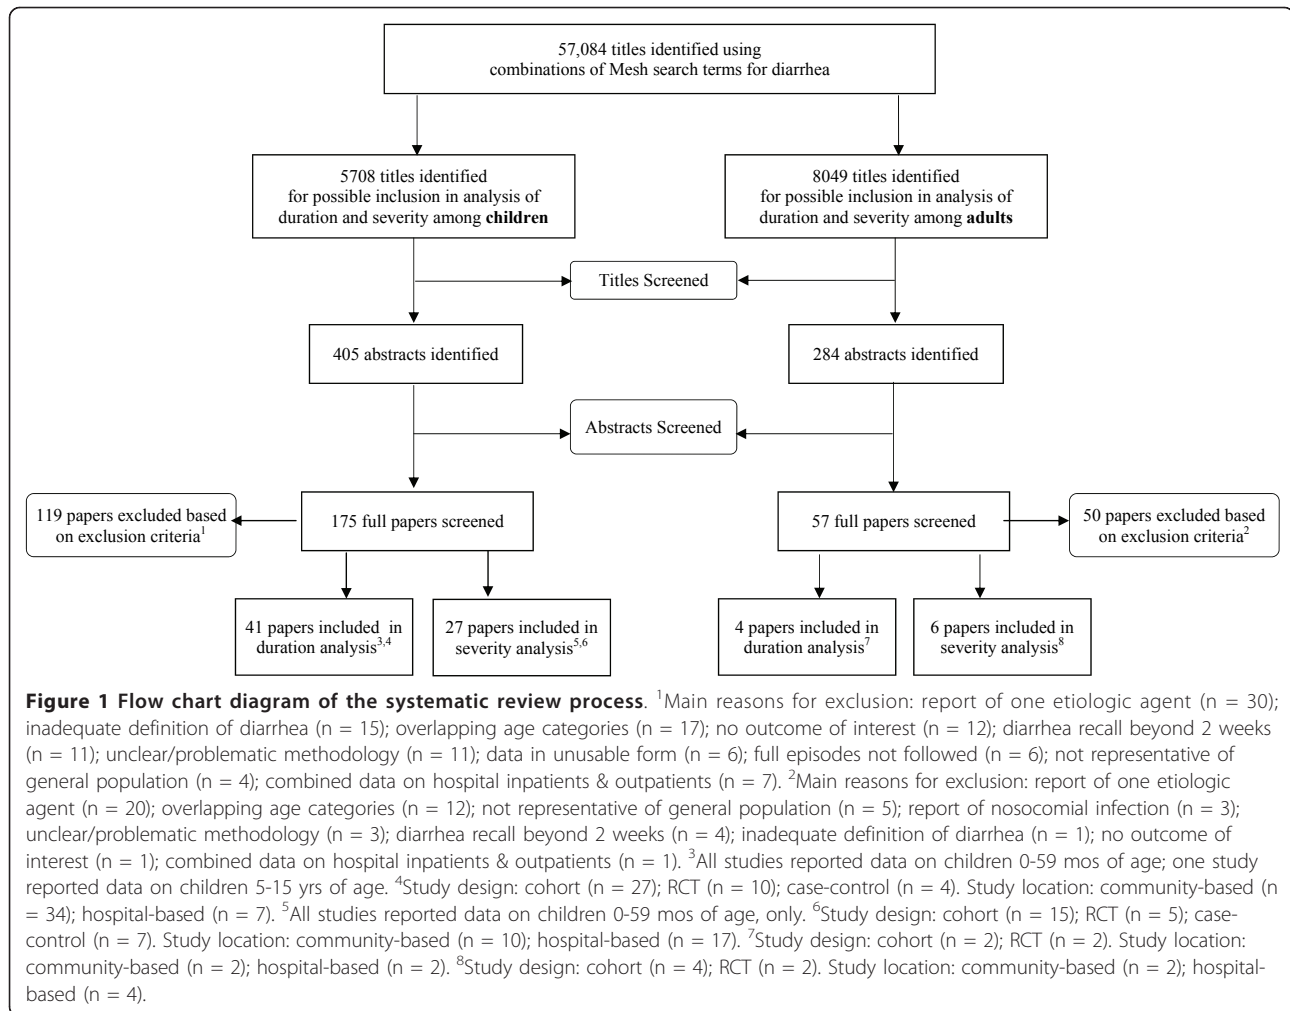 57,084 titles identified using
combinations of Mesh search terms for diarrhea
5708 titles identified
for possible inclusion in analysis of
duration and severity among children
8049 titles identified
for possible inclusion in analysis of
duration and severity among adults
Titles Screened
405 abstracts identified
284 abstracts identified
Abstracts Screened
119 papers excluded based
on exclusion criteria1
175 full papers screened
57 full papers screened
50 papers excluded based
on exclusion criteria2
41 papers included in
duration analysis3,4
27 papers included in
severity analysis5,6
4 papers included in
duration analysis7
6 papers included in
severity analysis8
Figure 1 Flow chart diagram of the systematic review process. 1Main reasons for exclusion: report of one etiologic agent (n = 30);
inadequate definition of diarrhea (n = 15); overlapping age categories (n = 17); no outcome of interest (n = 12); diarrhea recall beyond 2 weeks
(n = 11); unclear/problematic methodology (n = 11); data in unusable form (n = 6); full episodes not followed (n = 6); not representative of
general population (n = 4); combined data on hospital inpatients & outpatients (n = 7). 2Main reasons for exclusion: report of one etiologic
agent (n = 20); overlapping age categories (n = 12); not representative of general population (n = 5); report of nosocomial infection (n = 3);
unclear/problematic methodology (n = 3); diarrhea recall beyond 2 weeks (n = 4); inadequate definition of diarrhea (n = 1); no outcome of
interest (n = 1); combined data on hospital inpatients & outpatients (n = 1). 3All studies reported data on children 0-59 mos of age; one study
reported data on children 5-15 yrs of age. 4Study design: cohort (n = 27); RCT (n = 10); case-control (n = 4). Study location: community-based (n
= 34); hospital-based (n = 7). 5All studies reported data on children 0-59 mos of age, only. 6Study design: cohort (n = 15); RCT (n = 5); case-
control (n = 7). Study location: community-based (n = 10); hospital-based (n = 17). 7Study design: cohort (n = 2); RCT (n = 2). Study location:
community-based (n = 2); hospital-based (n = 2). 8Study design: cohort (n = 4); RCT (n = 2). Study location: community-based (n = 2); hospital-
based (n = 4).